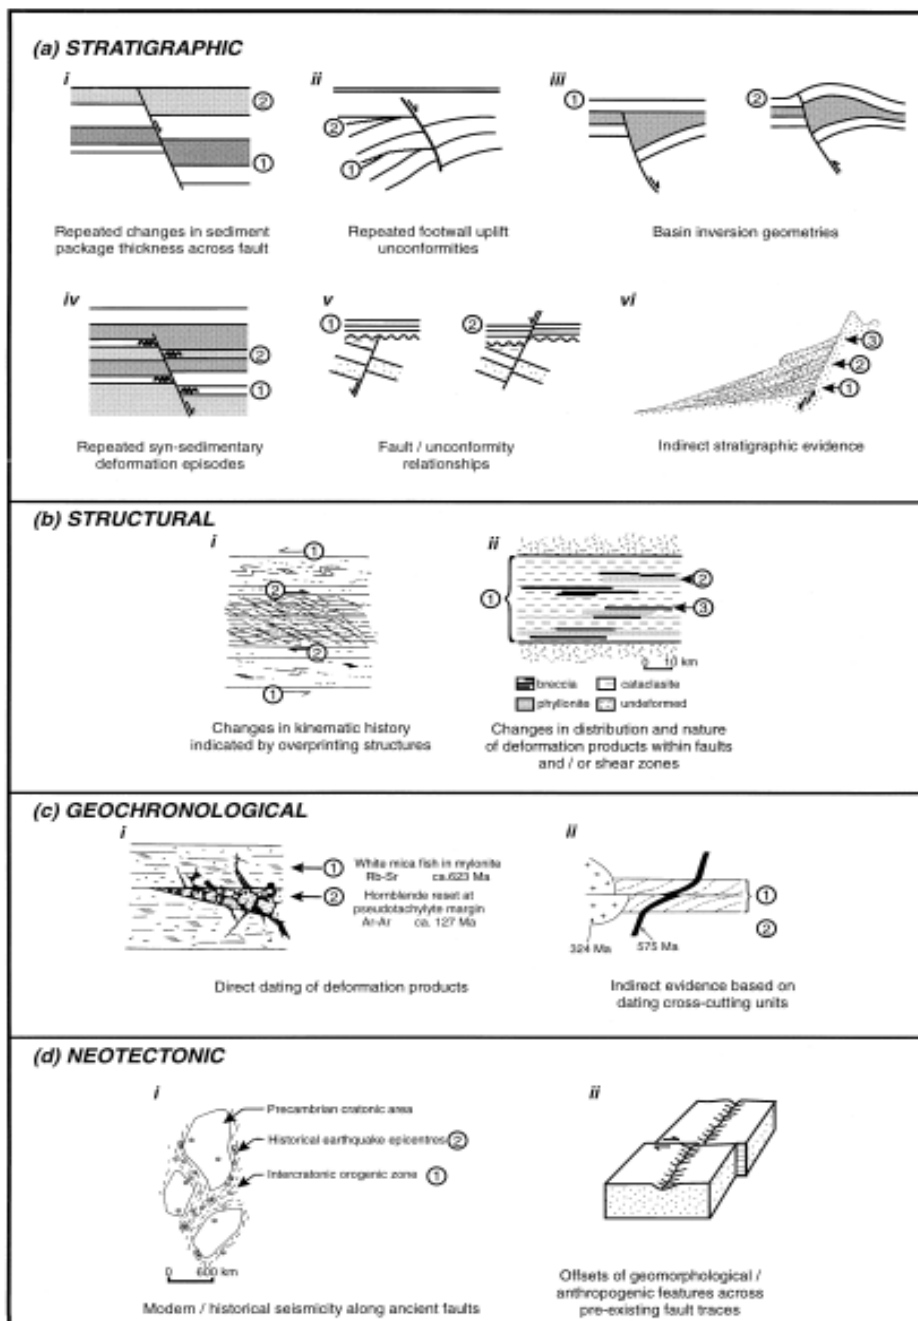 (a) STRATIGRAPHIC
i
ii
iii
2
1
2
1
1
2
Repeated changes in sediment
package thickness across fault
Repeated footwall uplift
unconformities
Basin inversion geometries
iv
v
vi
2
1
1
2
3
2
1
Repeated syn-sedimentary
deformation episodes
Fault / unconformity
relationships
Indirect stratigraphic evidence
(b) STRUCTURAL
i
ii
1
2
2
1
1
2
3
0 10 km
breccia
cataclasite
phyllonite
undeformed
Changes in kinematic history
indicated by overprinting structures
Changes in distribution and nature
of deformation products within faults
and / or shear zones
(c) GEOCHRONOLOGICAL
i
ii
1 White mica fish in mylonite
Rb-Sr ca.623 Ma
2 Hornblende reset at
pseudotachylyte margin
Ar-Ar ca. 127 Ma
1
2
324 Ma
575 Ma
Direct dating of deformation products
Indirect evidence based on
dating cross-cutting units
(d) NEOTECTONIC
i
ii
Precambrian cratonic area
Historical earthquake epicentres 2
Intercratonic orogenic zone 1
0 600 km
Modern / historical seismicity along ancient faults
Offsets of geomorphological /
anthropogenic features across
pre-existing fault traces